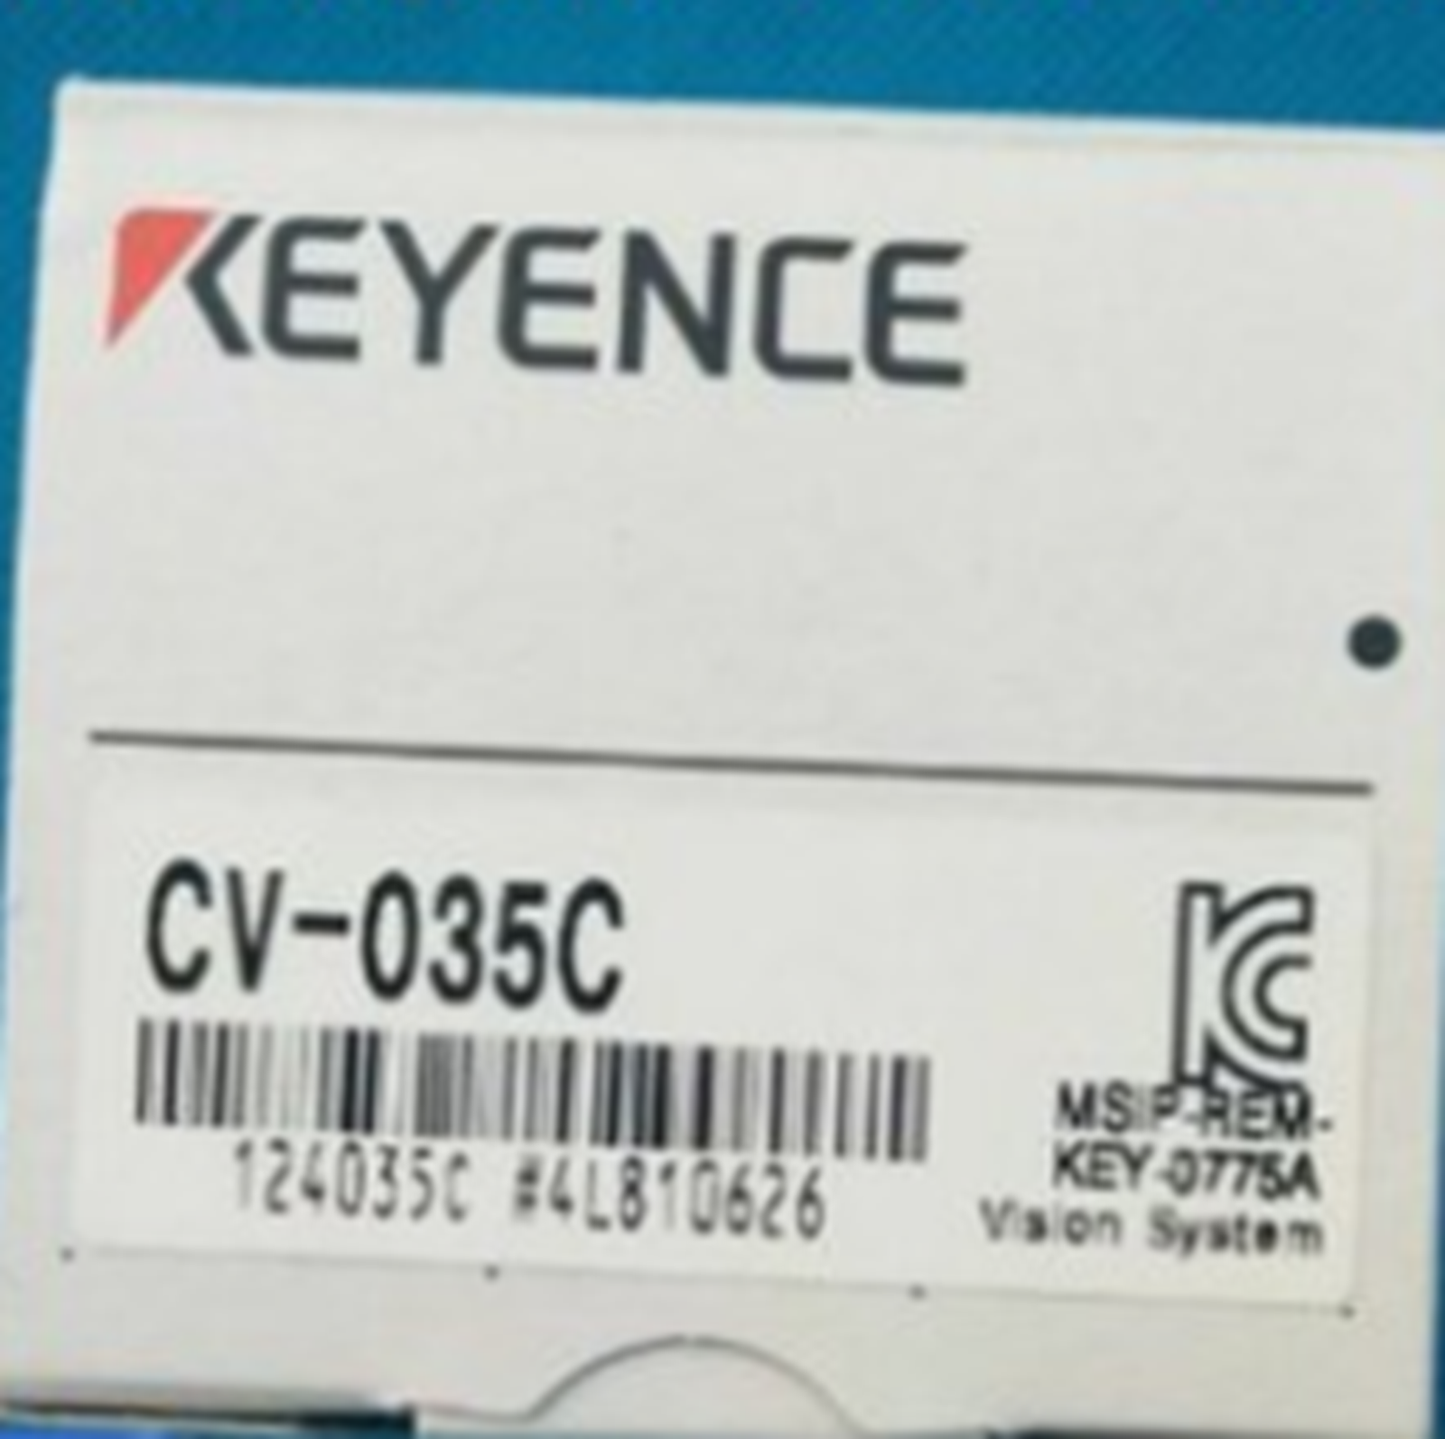 KEYENCE
CV-035C
124035C #4L810626
MSIP-REM-
KEY-0775A
Vision System